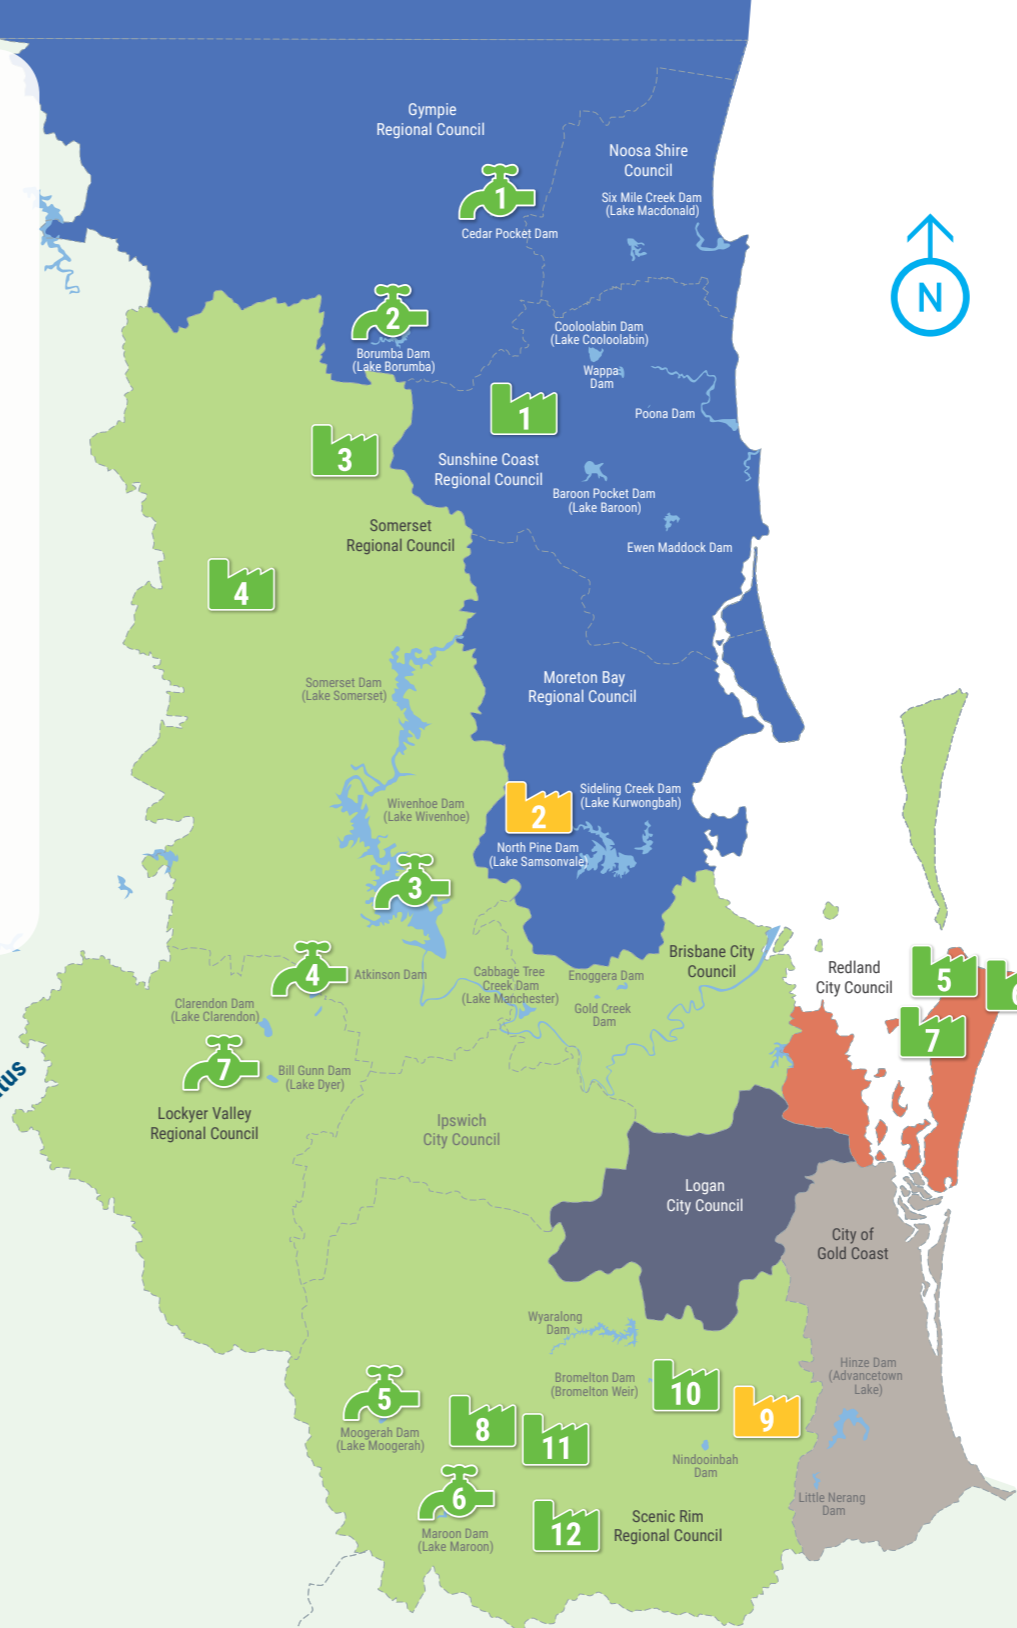 Gympie
Regional Council
Noosa Shire
Council
1
Six Mile Creek Dam
(Lake Macdonald)
Cedar Pocket Dam
N
2
Cooloolabin Dam
(Lake Cooloolabin)
Borumba Dam
(Lake Borumba)
Wappa
Dam
1
Poona Dam
3
Sunshine Coast
Regional Council
Baroon Pocket Dam
(Lake Baroon)
Somerset
Regional Council
Ewen Maddock Dam
4
Somerset Dam
(Lake Somerset)
Moreton Bay
Regional Council
Wivenhoe Dam
(Lake Wivenhoe)
2
Sideling Creek Dam
(Lake Kurwongbah)
North Pine Dam
(Lake Samsonvale)
3
Brisbane City
Council
4
Atkinson Dam
Cabbage Tree
Creek Dam
(Lake Manchester)
Enoggera Dam
Gold Creek
Dam
Redland
City Council
5
7
Clarendon Dam
(Lake Clarendon)
7
Bill Gunn Dam
(Lake Dyer)
tus
Lockyer Valley
Regional Council
Ipswich
City Council
Logan
City Council
City of
Gold Coast
Wyaralong
Dam
Hinze Dam
(Advancetown
Lake)
5
Bromelton Dam
(Bromelton Weir)
10
9
Moogerah Dam
(Lake Moogerah)
8
11
Nindooinbah
Dam
6
Little Nerang
Dam
Maroon Dam
(Lake Maroon)
12
Scenic Rim
Regional Council